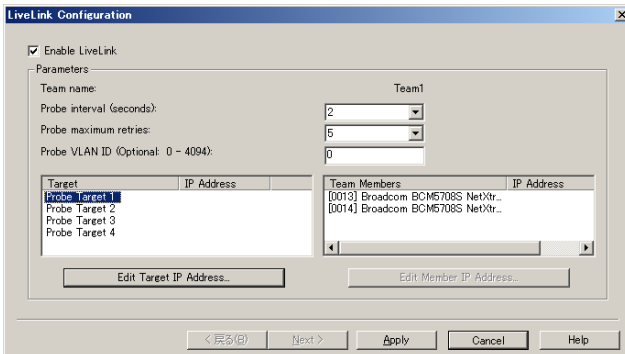 LiveLink Configuration
Enable LiveLink
Parameters
Team name: Team1
Probe interval (seconds): 2
Probe maximum retries: 5
Probe VLAN ID (Optional: 0 - 4094): 0
Target IP Address
Probe Target 1
Probe Target 2
Probe Target 3
Probe Target 4
Team Members IP Address
[0013] Broadcom BCM5708S NetXtr...
[0014] Broadcom BCM5708S NetXtr...
Edit Target IP Address... Edit Member IP Address...
< 戻る(B) Next > Apply Cancel Help